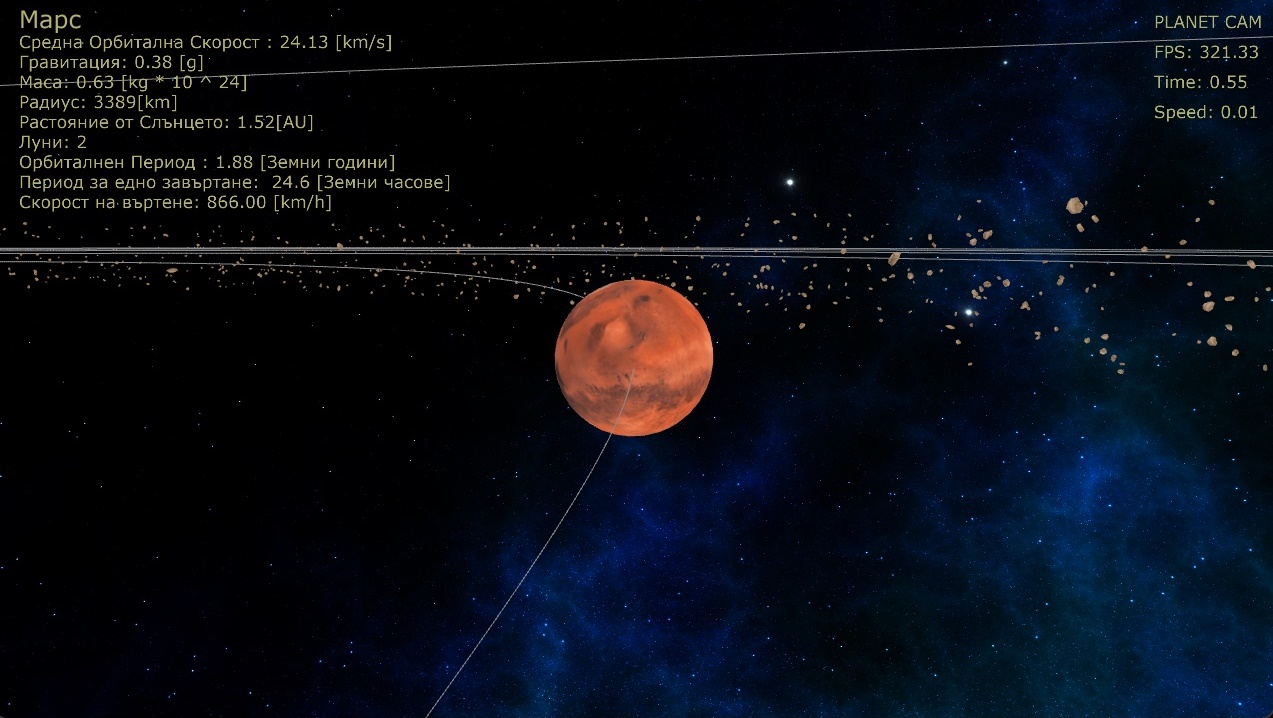 Марс
Средна Орбитална Скорост : 24.13 [km/s]
Гравитация: 0.38 [g]
Маса: 0.63 [kg * 10 ^ 24]
Радиус: 3389[km]
Растояние от Слънцето: 1.52[AU]
Луни: 2
Орбиталнен Период : 1.88 [Земни години]
Период за едно завъртане:  24.6 [Земни часове]
Скорост на въртене: 866.00 [km/h]
PLANET CAM
FPS: 321.33
Time: 0.55
Speed: 0.01